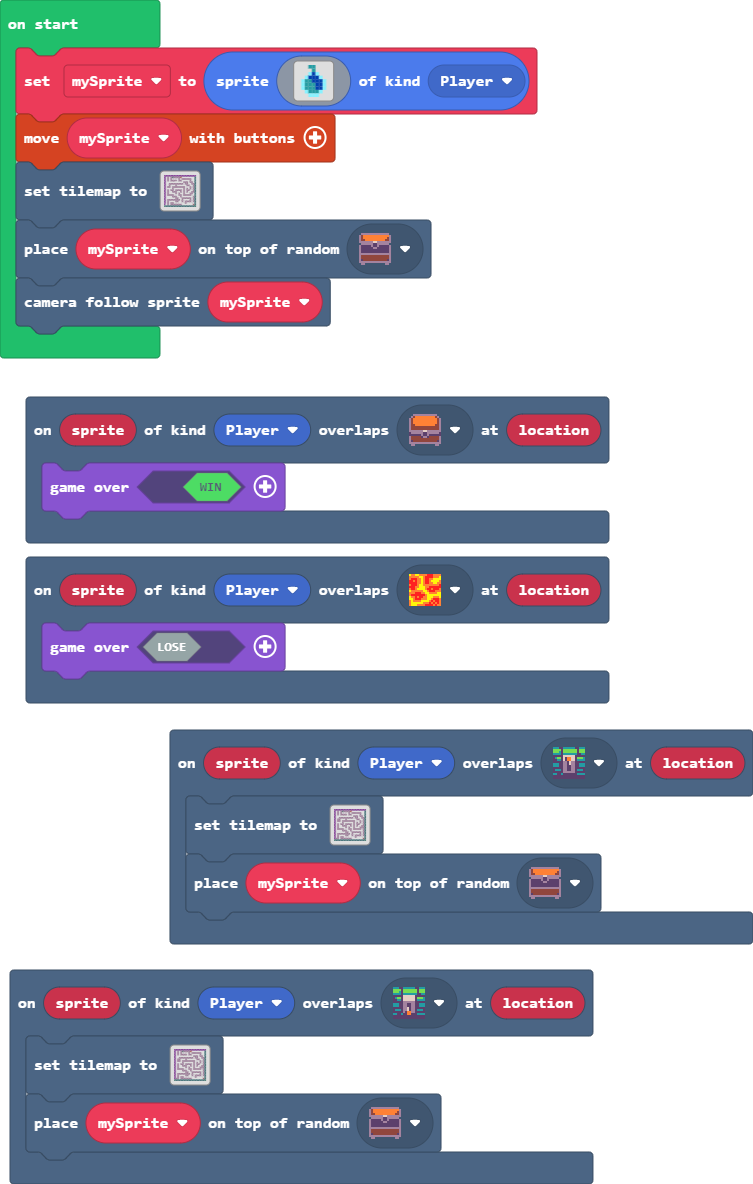 on start
set mySprite to sprite of kind Player
move mySprite with buttons
set tilemap to
place mySprite on top of random
camera follow sprite mySprite
on sprite of kind Player overlaps at location
game over WIN
on sprite of kind Player overlaps at location
game over LOSE
on sprite of kind Player overlaps at location
set tilemap to
place mySprite on top of random
on sprite of kind Player overlaps at location
set tilemap to
place mySprite on top of random